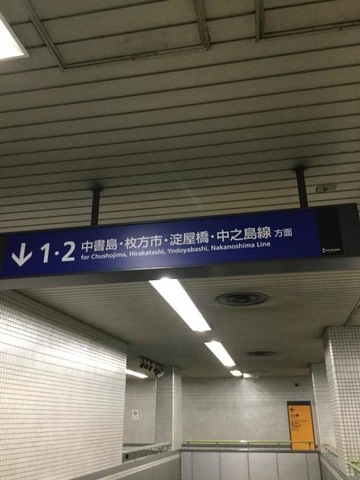 ↓ 1・2 中書島・枚方市・淀屋橋・中之島線 方面
for Chushojima, Hirakatashi, Yodoyabashi, Nakanoshima Line